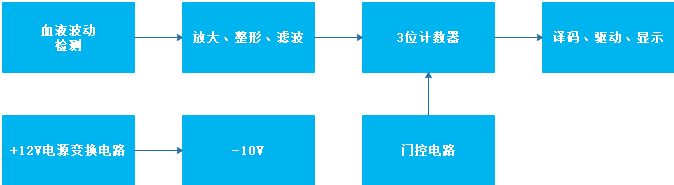 血液波动
检测
放大、整形、滤波
3位计数器
译码、驱动、显示
+12V电源变换电路
-10V
门控电路